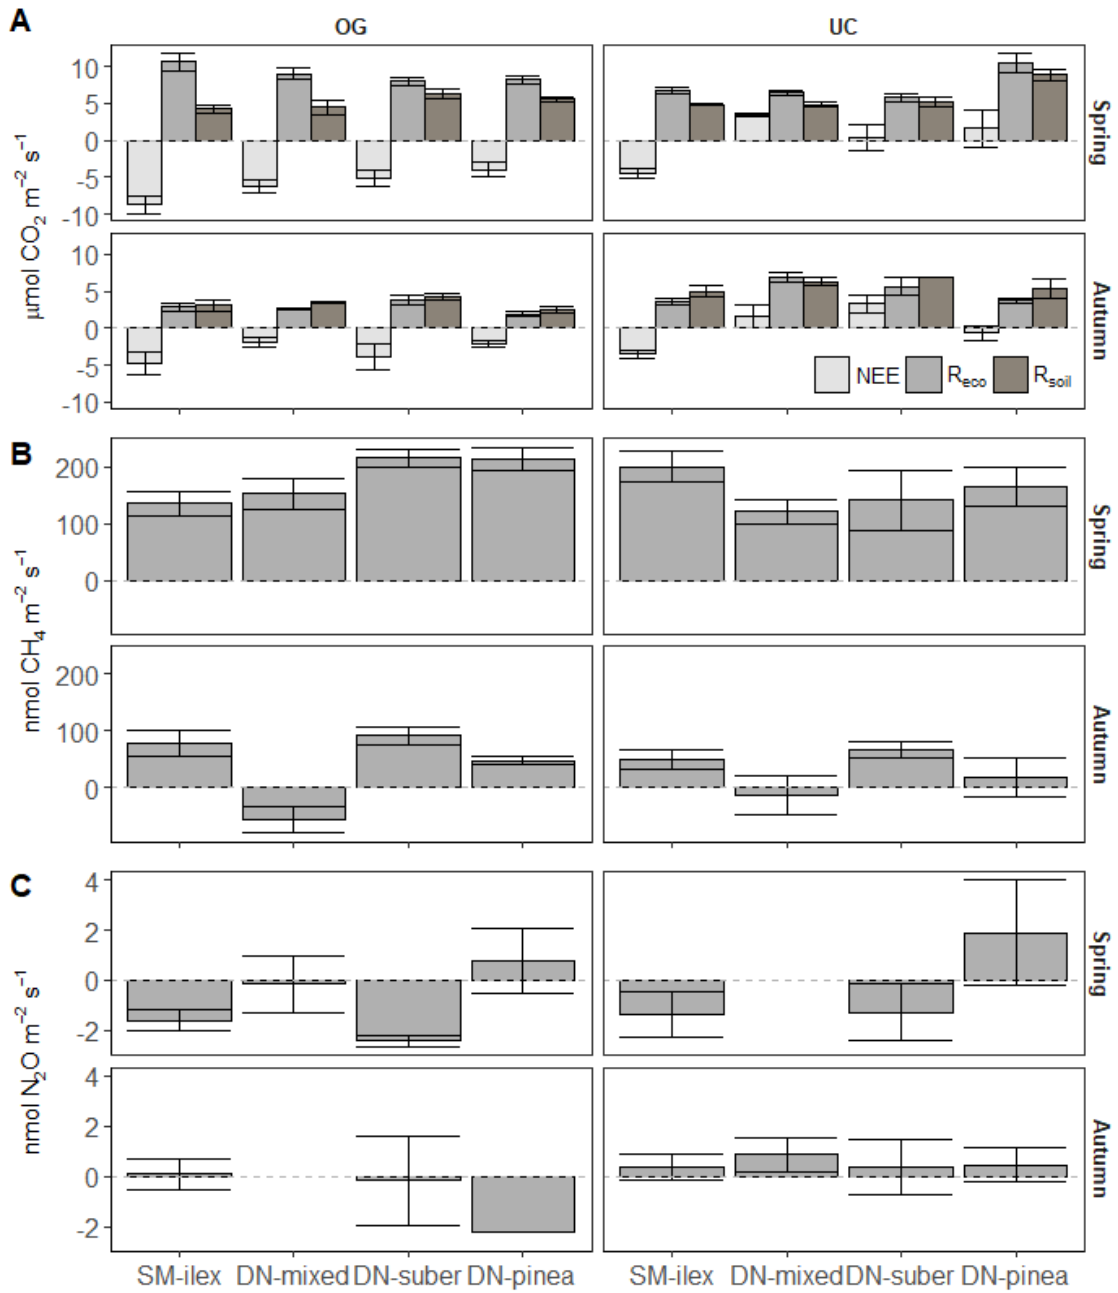 A
OG
UC
10
5
0
-5
-10
Spring
10
5
0
-5
-10
Autumn
μmol CO₂ m⁻² s⁻¹
NEE Reco Rsoil
B
200
100
0
Spring
200
100
0
Autumn
nmol CH₄ m⁻² s⁻¹
C
4
2
0
-2
Spring
4
2
0
-2
Autumn
nmol N₂O m⁻² s⁻¹
SM-ilex DN-mixed DN-suber DN-pinea
SM-ilex DN-mixed DN-suber DN-pinea